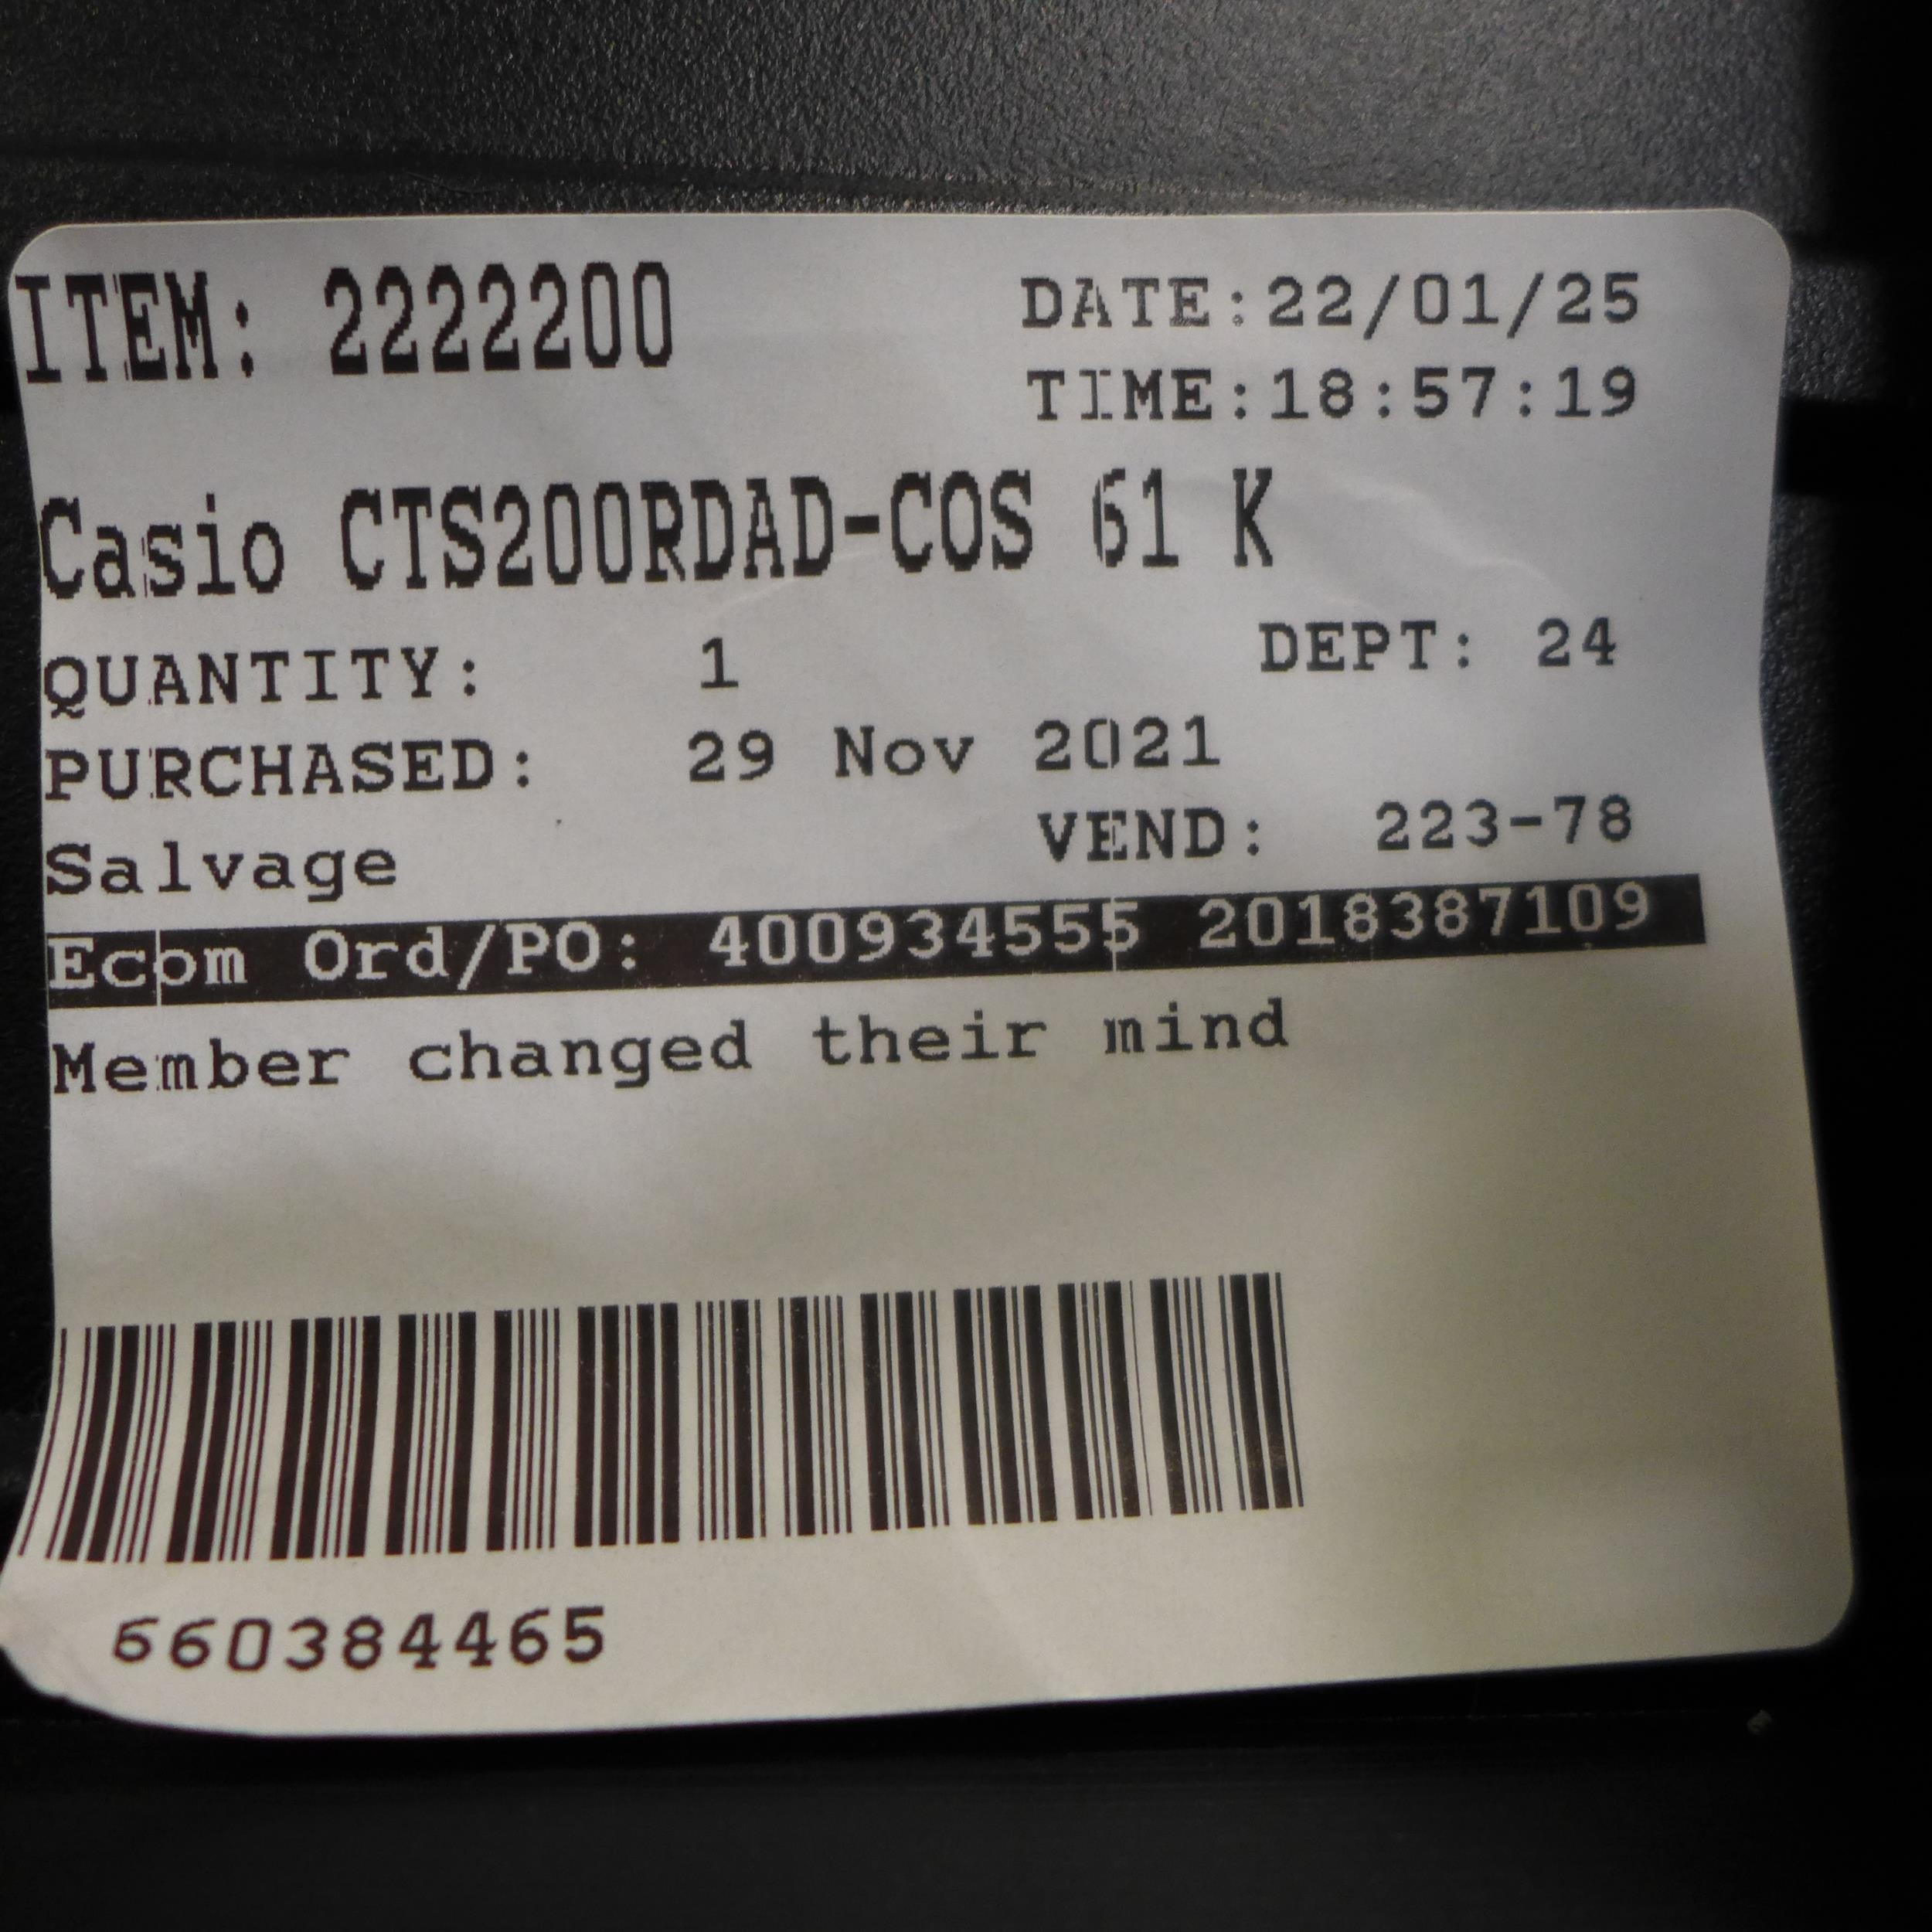 ITEM: 2222200
DATE:22/01/25
TIME:18:57:19
Casio CTS200RDAD-COS 61 K
QUANTITY: 1
DEPT: 24
PURCHASED: 29 Nov 2021
Salvage
VEND: 223-78
Ecom Ord/PO: 400934555 2018387109
Member changed their mind
660384465